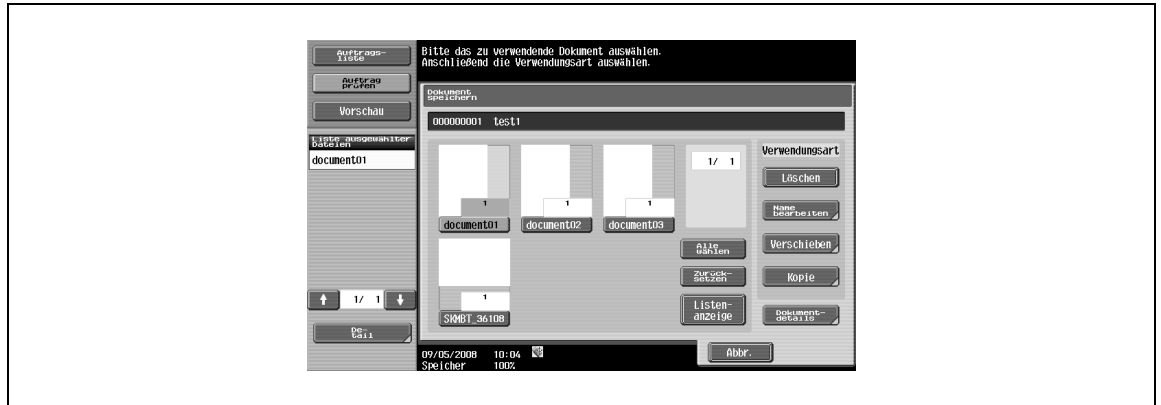 Auftrags-
liste
Auftrag
prüfen
Vorschau
Liste ausgewählter
Dateien
document01
1/ 1
De-
tail
Bitte das zu verwendende Dokument auswählen.
Anschließend die Verwendungsart auswählen.
Dokument
speichern
000000001 test1
1
document01
1
document02
1
document03
1
SKMBT_36108
1/ 1
Alle
wählen
Zurück-
setzen
Listen-
anzeige
Verwendungsart
Löschen
Name
bearbeiten
Verschieben
Kopie
Dokument-
details
09/05/2008 10:04
Speicher 100%
Abbr.